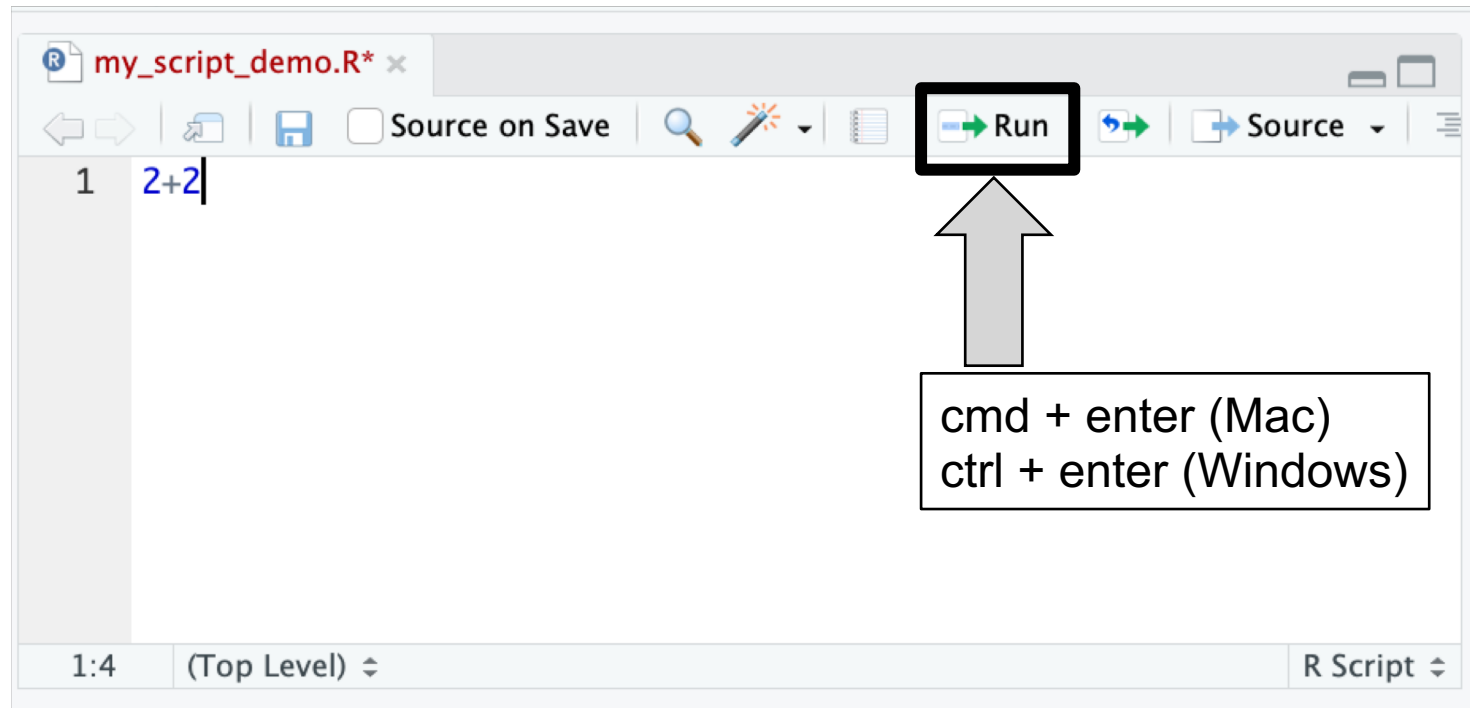 R my_script_demo.R*
Source on Save Run Source
1 2+2
cmd + enter (Mac)
ctrl + enter (Windows)
1:4 (Top Level) R Script